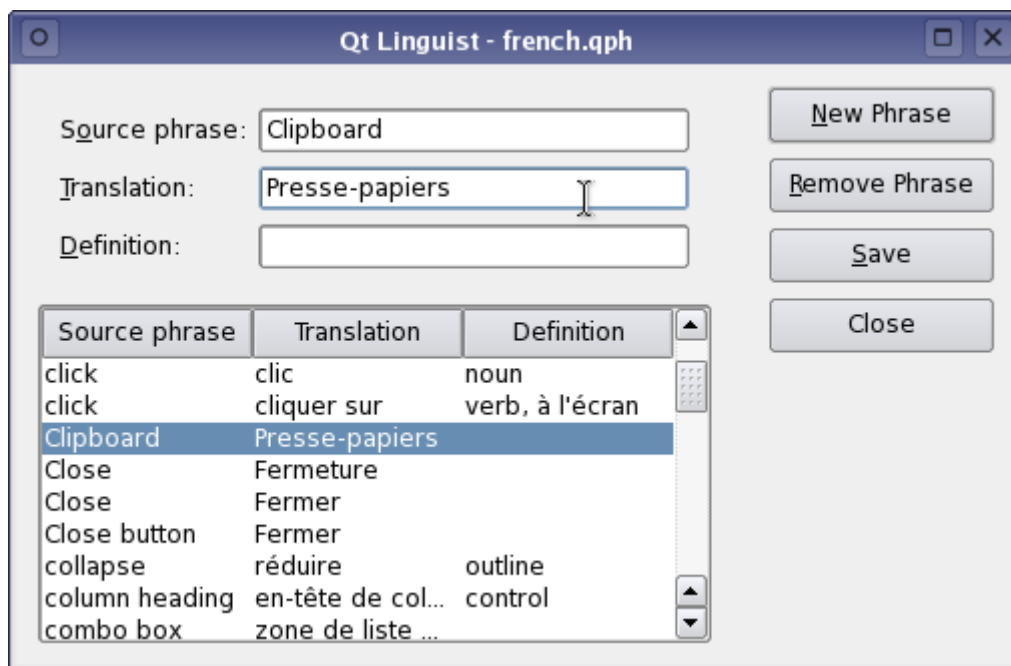 Qt Linguist - french.qph
Source phrase: Clipboard
New Phrase
Translation: Presse-papiers
Remove Phrase
Definition:
Save
Close
Source phrase Translation Definition
click clic noun
click cliquer sur verb, à l'écran
Clipboard Presse-papiers
Close Fermeture
Close Fermer
Close button Fermer
collapse réduire outline
column heading en-tête de col... control
combo box zone de liste ...